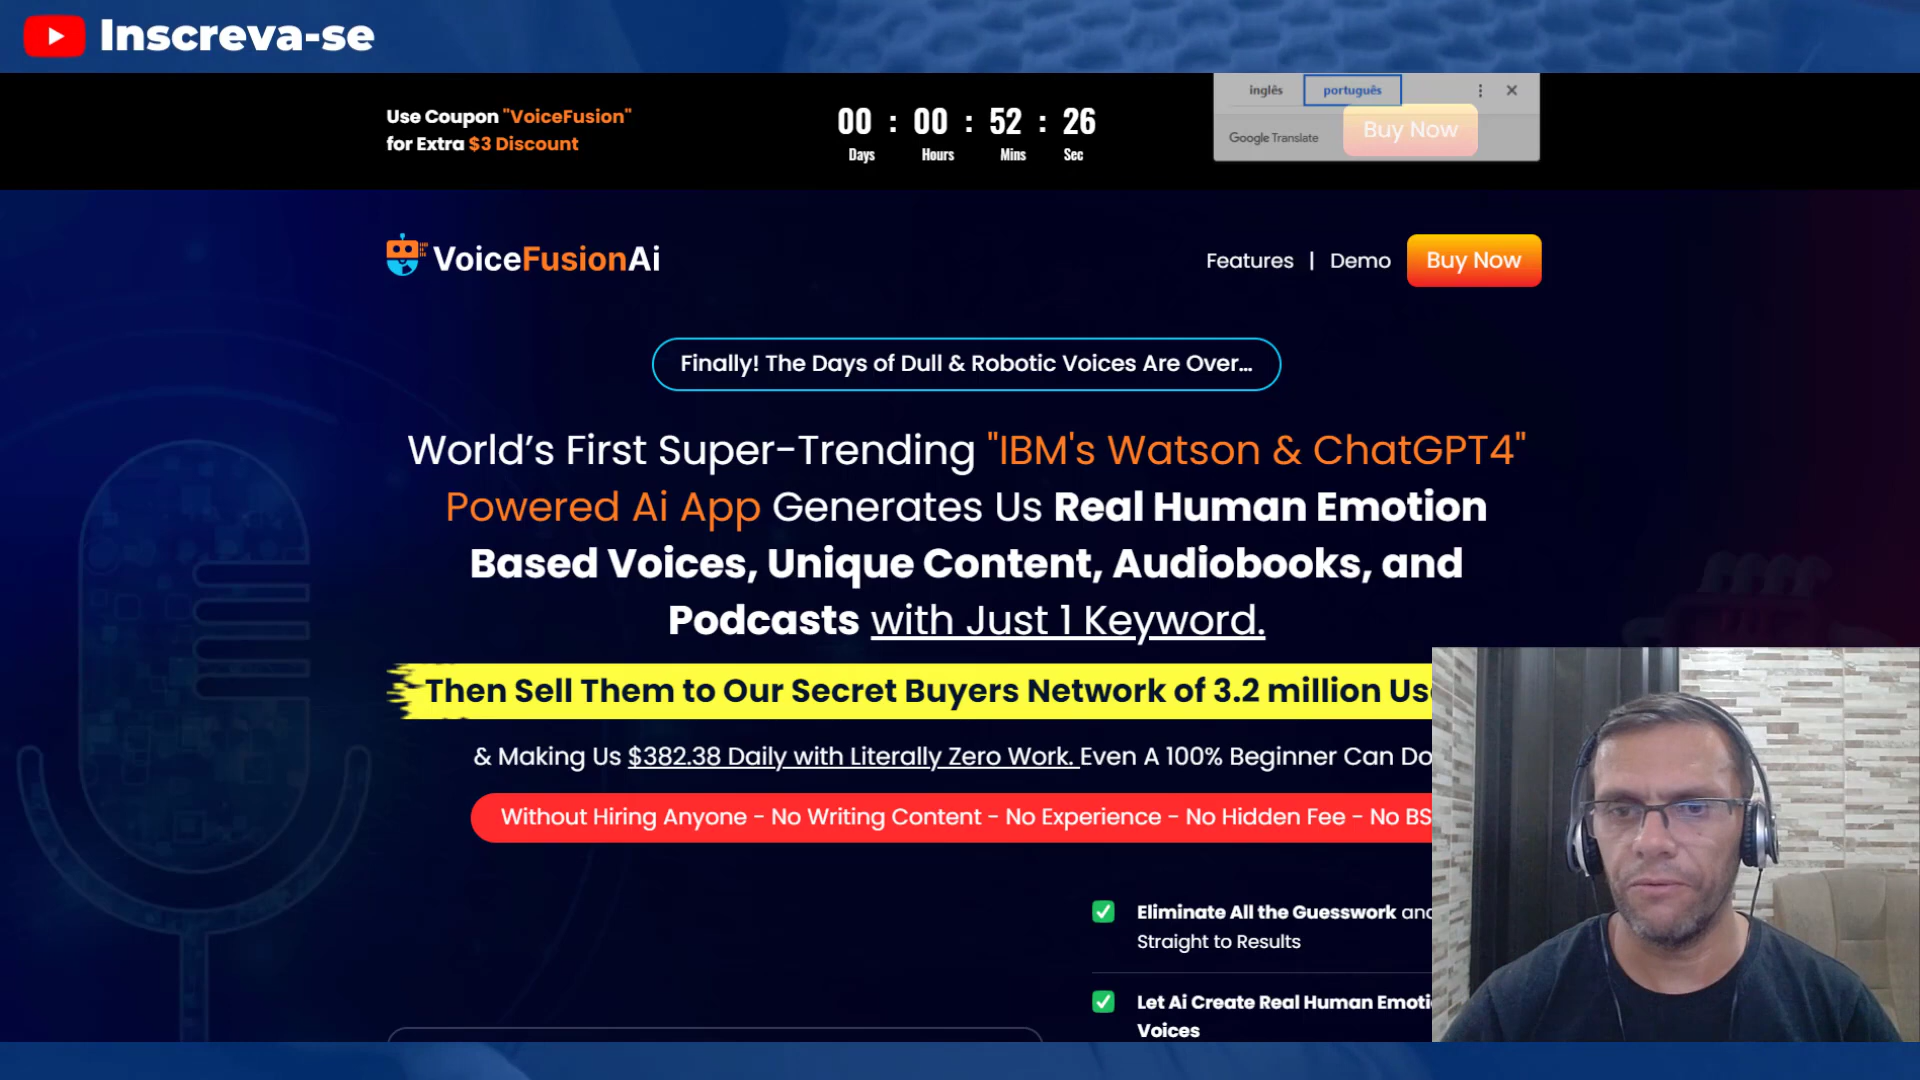 Inscreva-se
Use Coupon "VoiceFusion"
for Extra $3 Discount
00 : 00 : 52 : 26
Days Hours Mins Sec
inglês português
Google Translate
Buy Now
VoiceFusionAi
Features | Demo
Buy Now
Finally! The Days of Dull & Robotic Voices Are Over...
World’s First Super-Trending "IBM's Watson & ChatGPT4"
Powered Ai App Generates Us Real Human Emotion
Based Voices, Unique Content, Audiobooks, and
Podcasts with Just 1 Keyword.
Then Sell Them to Our Secret Buyers Network of 3.2 million
& Making Us $382.38 Daily with Literally Zero Work. Even A 100% Beginner Can Do
Without Hiring Anyone - No Writing Content - No Experience - No Hidden Fee - No BS
Eliminate All the Guesswork and
Straight to Results
Let Ai Create Real Human
Voices